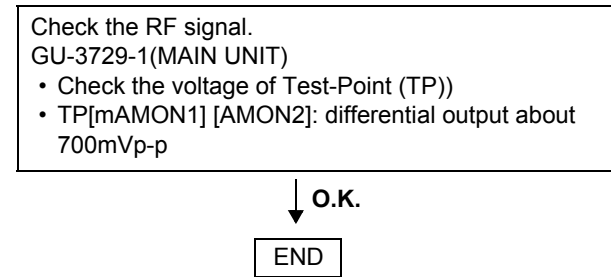 Check the RF signal.
GU-3729-1(MAIN UNIT)
• Check the voltage of Test-Point (TP))
• TP[mAMON1] [AMON2]: differential output about
700mVp-p
O.K.
END